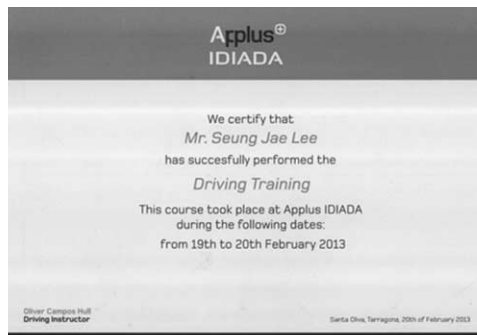 Applus⊕
IDIADA
We certify that
Mr. Seung Jae Lee
has succesfully performed the
Driving Training
This course took place at Applus IDIADA
during the following dates:
from 19th to 20th February 2013
Oliver Campos Hull
Driving Instructor
Santa Oliva, Tarragona, 20th of February 2013